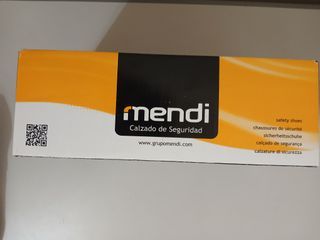 mendi
Calzado de Seguridad
www.grupomendi.com
safety shoes
chaussures de sécurité
sicherheitsschuhe
calçado de segurança
calzature di sicurezza